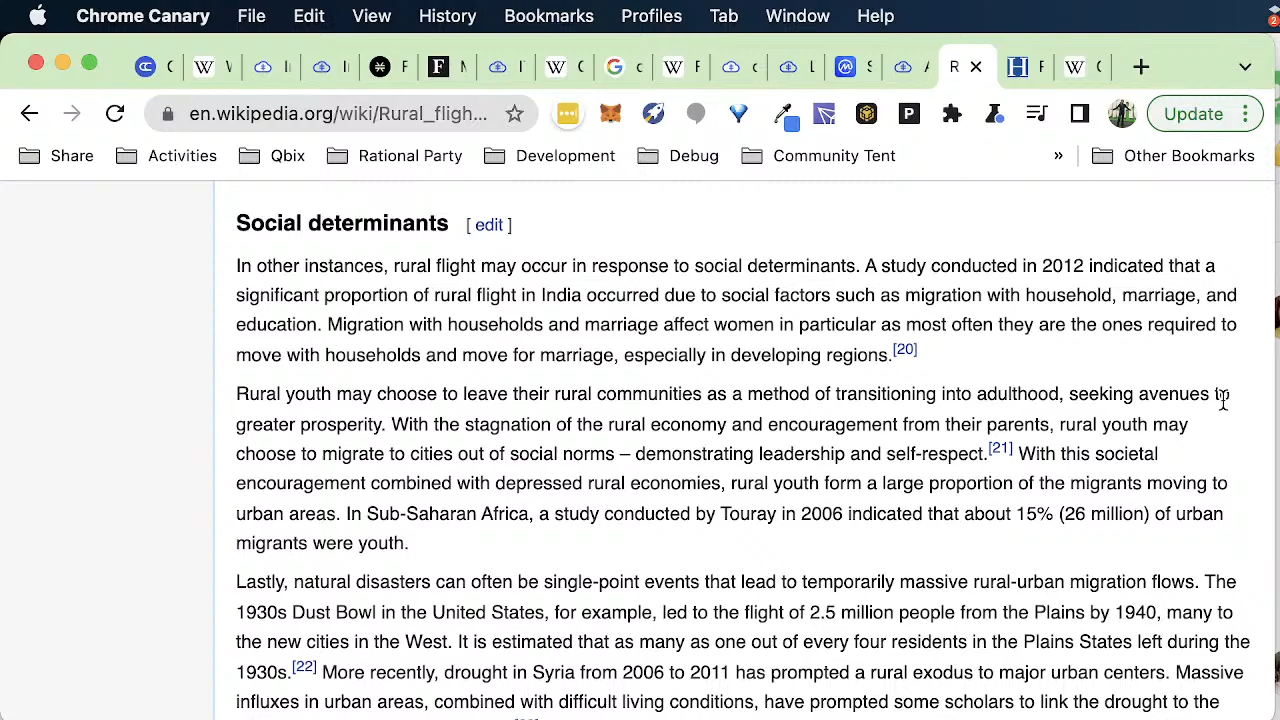 Chrome Canary File Edit View History Bookmarks Profiles Tab Window Help
2
R
en.wikipedia.org/wiki/Rural_fligh...
P
Update
Share Activities Qbix Rational Party Development Debug Community Tent » Other Bookmarks
Social determinants [ edit ]
In other instances, rural flight may occur in response to social determinants. A study conducted in 2012 indicated that a
significant proportion of rural flight in India occurred due to social factors such as migration with household, marriage, and
education. Migration with households and marriage affect women in particular as most often they are the ones required to
move with households and move for marriage, especially in developing regions.[20]
Rural youth may choose to leave their rural communities as a method of transitioning into adulthood, seeking avenues to
greater prosperity. With the stagnation of the rural economy and encouragement from their parents, rural youth may
choose to migrate to cities out of social norms – demonstrating leadership and self-respect.[21] With this societal
encouragement combined with depressed rural economies, rural youth form a large proportion of the migrants moving to
urban areas. In Sub-Saharan Africa, a study conducted by Touray in 2006 indicated that about 15% (26 million) of urban
migrants were youth.
Lastly, natural disasters can often be single-point events that lead to temporarily massive rural-urban migration flows. The
1930s Dust Bowl in the United States, for example, led to the flight of 2.5 million people from the Plains by 1940, many to
the new cities in the West. It is estimated that as many as one out of every four residents in the Plains States left during the
1930s.[22] More recently, drought in Syria from 2006 to 2011 has prompted a rural exodus to major urban centers. Massive
influxes in urban areas, combined with difficult living conditions, have prompted some scholars to link the drought to the